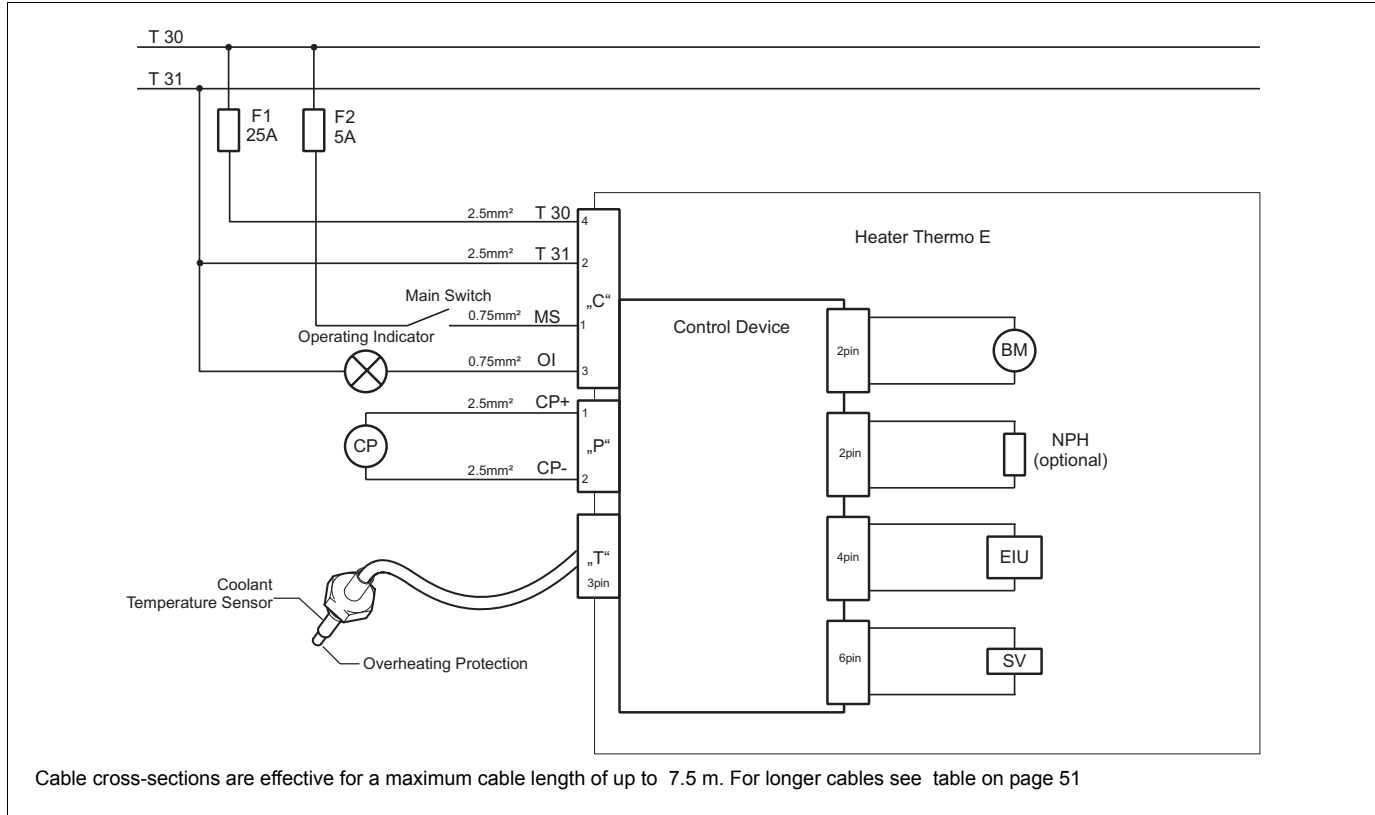 T 30
T 31
F1
25A
F2
5A
2.5mm² T 30
4
Heater Thermo E
2.5mm² T 31
2
„C“
Main Switch
0.75mm² MS
1
Control Device
Operating Indicator
0.75mm² OI
3
2pin
BM
2.5mm² CP+
1
CP
„P“
2.5mm² CP-
2
2pin
NPH
(optional)
„T“
3pin
4pin
EIU
Coolant
Temperature Sensor
Overheating Protection
6pin
SV
Cable cross-sections are effective for a maximum cable length of up to 7.5 m. For longer cables see table on page 51